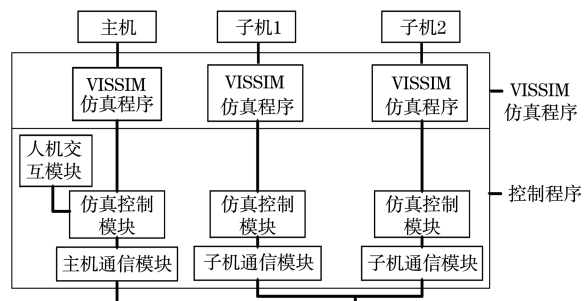 主机
子机1
子机2
VISSIM
仿真程序
VISSIM
仿真程序
VISSIM
仿真程序
VISSIM
仿真程序
人机交
互模块
控制程序
仿真控制
模块
仿真控制
模块
仿真控制
模块
主机通信模块
子机通信模块
子机通信模块